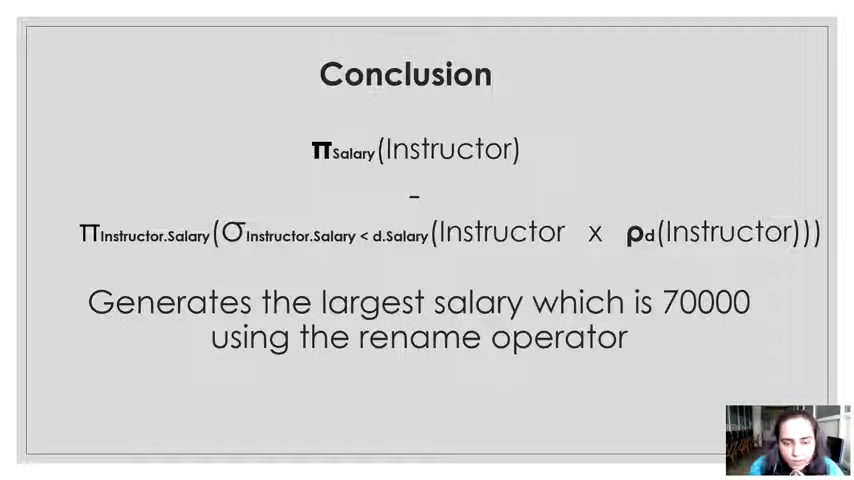 Conclusion
πSalary(Instructor)
-
πInstructor.Salary(σInstructor.Salary < d.Salary(Instructor x ρd(Instructor)))
Generates the largest salary which is 70000
using the rename operator